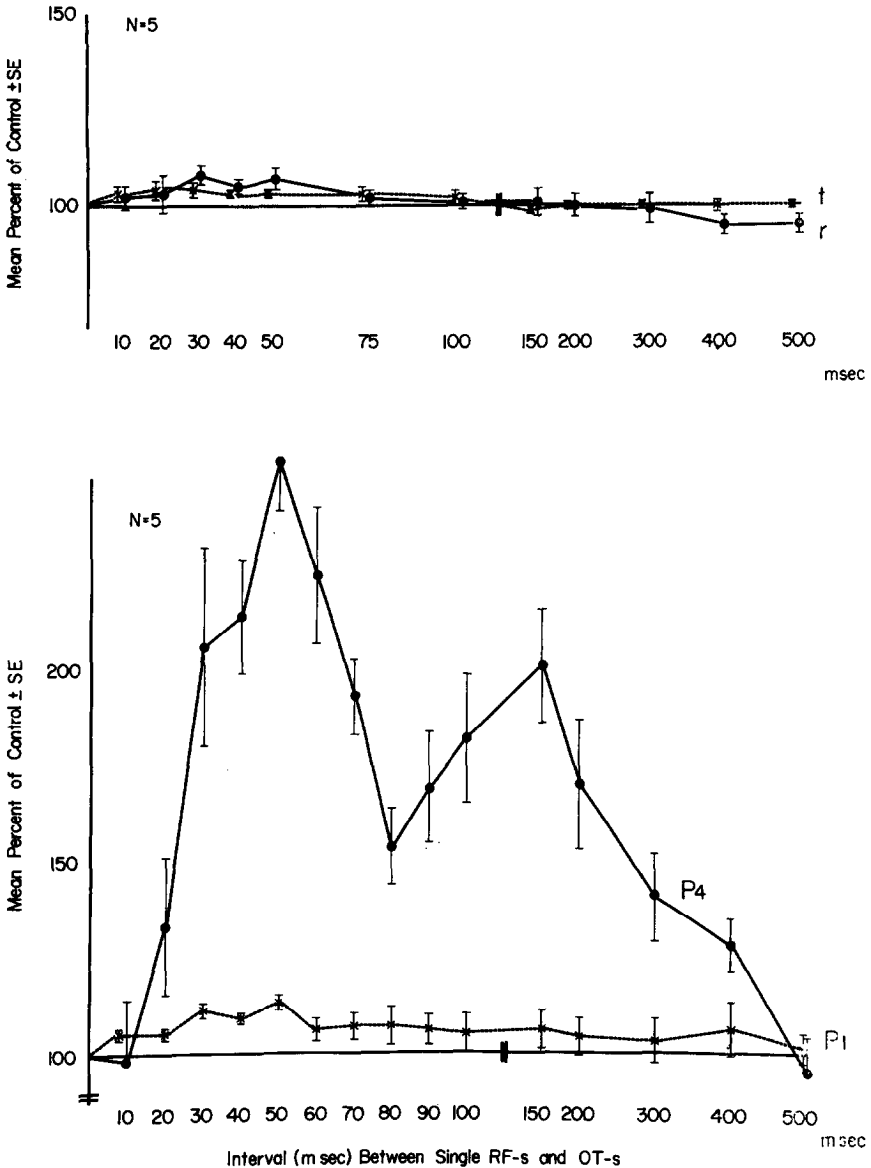 150
N=5
Mean Percent of Control ± SE
100
t
r
10 20 30 40 50 75 100 150 200 300 400 500
msec
N=5
Mean Percent of Control ± SE
200
150
P4
100
P1
10 20 30 40 50 60 70 80 90 100 150 200 300 400 500
msec
Interval (msec) Between Single RF-s and OT-s